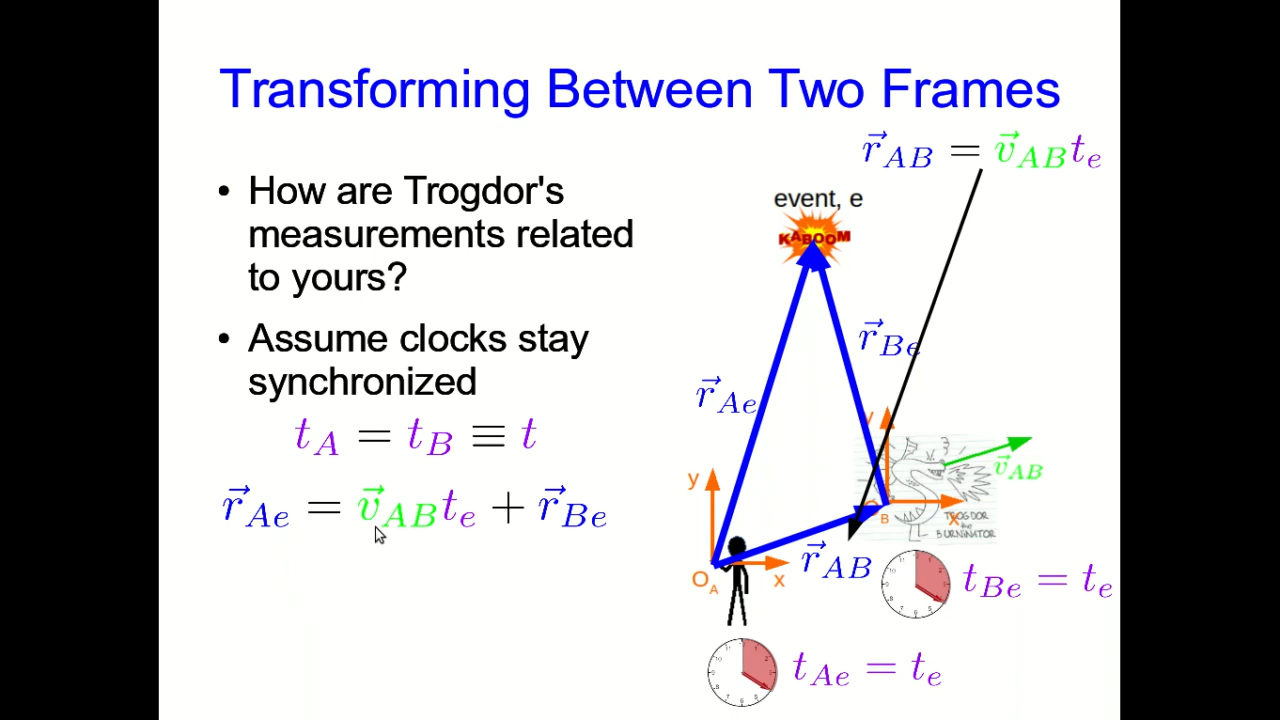 Transforming Between Two Frames
r⃗_AB = v⃗_AB t_e
• How are Trogdor's
measurements related
to yours?
• Assume clocks stay
synchronized
t_A = t_B ≡ t
r⃗_Ae = v⃗_AB t_e + r⃗_Be
event, e
KABOOM
r⃗_Be
r⃗_Ae
y
v⃗_AB
y
O_B
x
TROGDOR
the
BURNINATOR
r⃗_AB
O_A
x
t_Be = t_e
t_Ae = t_e